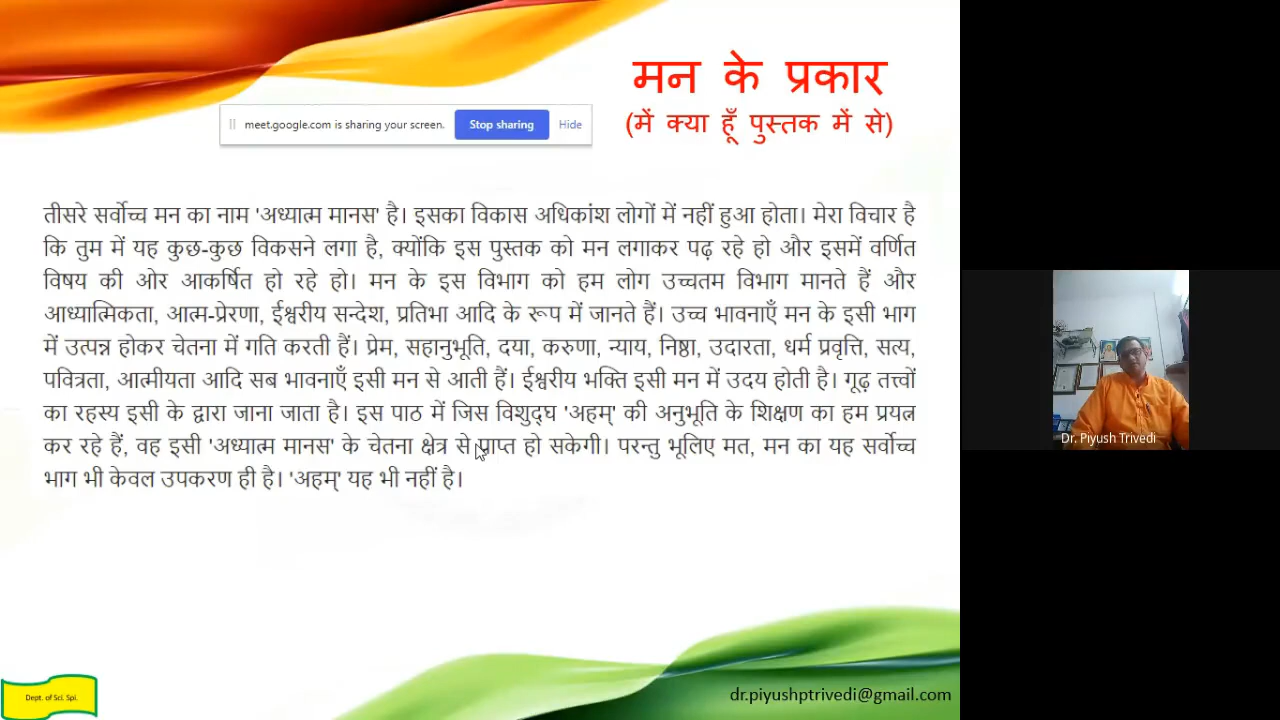 मन के प्रकार
(में क्या हूँ पुस्तक में से)
meet.google.com is sharing your screen.
Stop sharing
Hide
तीसरे सर्वोच्च मन का नाम 'अध्यात्म मानस' है। इसका विकास अधिकांश लोगों में नहीं हुआ होता। मेरा विचार है
कि तुम में यह कुछ-कुछ विकसने लगा है, क्योंकि इस पुस्तक को मन लगाकर पढ़ रहे हो और इसमें वर्णित
विषय की ओर आकर्षित हो रहे हो। मन के इस विभाग को हम लोग उच्चतम विभाग मानते हैं और
आध्यात्मिकता, आत्म-प्रेरणा, ईश्वरीय सन्देश, प्रतिभा आदि के रूप में जानते हैं। उच्च भावनाएँ मन के इसी भाग
में उत्पन्न होकर चेतना में गति करती हैं। प्रेम, सहानुभूति, दया, करुणा, न्याय, निष्ठा, उदारता, धर्म प्रवृत्ति, सत्य,
पवित्रता, आत्मीयता आदि सब भावनाएँ इसी मन से आती हैं। ईश्वरीय भक्ति इसी मन में उदय होती है। गूढ़ तत्त्वों
का रहस्य इसी के द्वारा जाना जाता है। इस पाठ में जिस विशुद्घ 'अहम्' की अनुभूति के शिक्षण का हम प्रयत्न
कर रहे हैं, वह इसी 'अध्यात्म मानस' के चेतना क्षेत्र से प्राप्त हो सकेगी। परन्तु भूलिए मत, मन का यह सर्वोच्च
भाग भी केवल उपकरण ही है। 'अहम्' यह भी नहीं है।
Dr. Piyush Trivedi
Dept. of Sci. Spi.
dr.piyushptrivedi@gmail.com